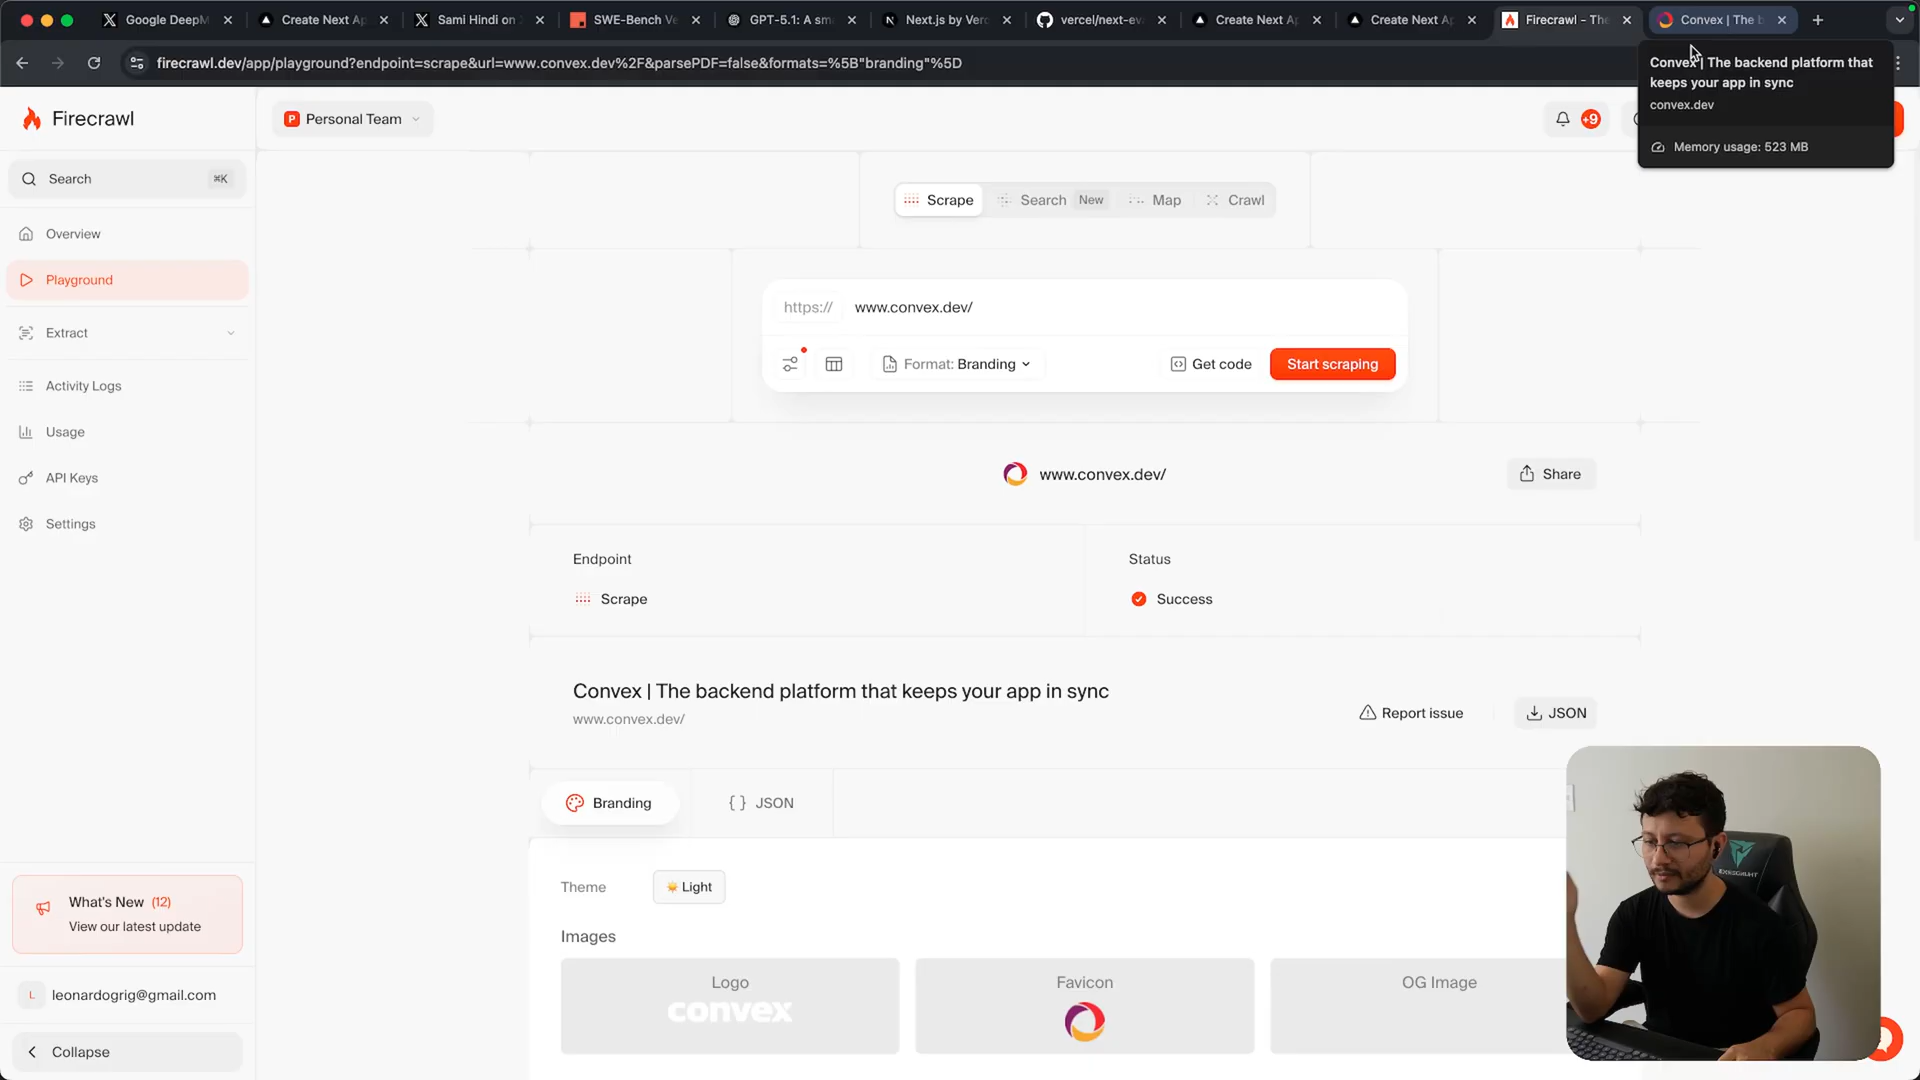 Google DeepM
Create Next Ap
Sami Hindi on
SWE-Bench Ve
GPT-5.1: A sma
Next.js by Verc
vercel/next-eva
Create Next Ap
Create Next Ap
Firecrawl - The
Convex | The b
firecrawl.dev/app/playground?endpoint=scrape&url=www.convex.dev%2F&parsePDF=false&formats=%5B"branding"%5D
Convex | The backend platform that
keeps your app in sync
convex.dev
Memory usage: 523 MB
Firecrawl
P Personal Team
+9
Search ⌘K
Overview
Playground
Extract
Activity Logs
Usage
API Keys
Settings
Scrape
Search New
Map
Crawl
https:// www.convex.dev/
Format: Branding
Get code
Start scraping
www.convex.dev/
Share
Endpoint
Scrape
Status
Success
Convex | The backend platform that keeps your app in sync
www.convex.dev/
Report issue
JSON
Branding
{ } JSON
Theme
Light
Images
Logo
convex
Favicon
OG Image
What's New (12)
View our latest update
L leonardogrig@gmail.com
Collapse